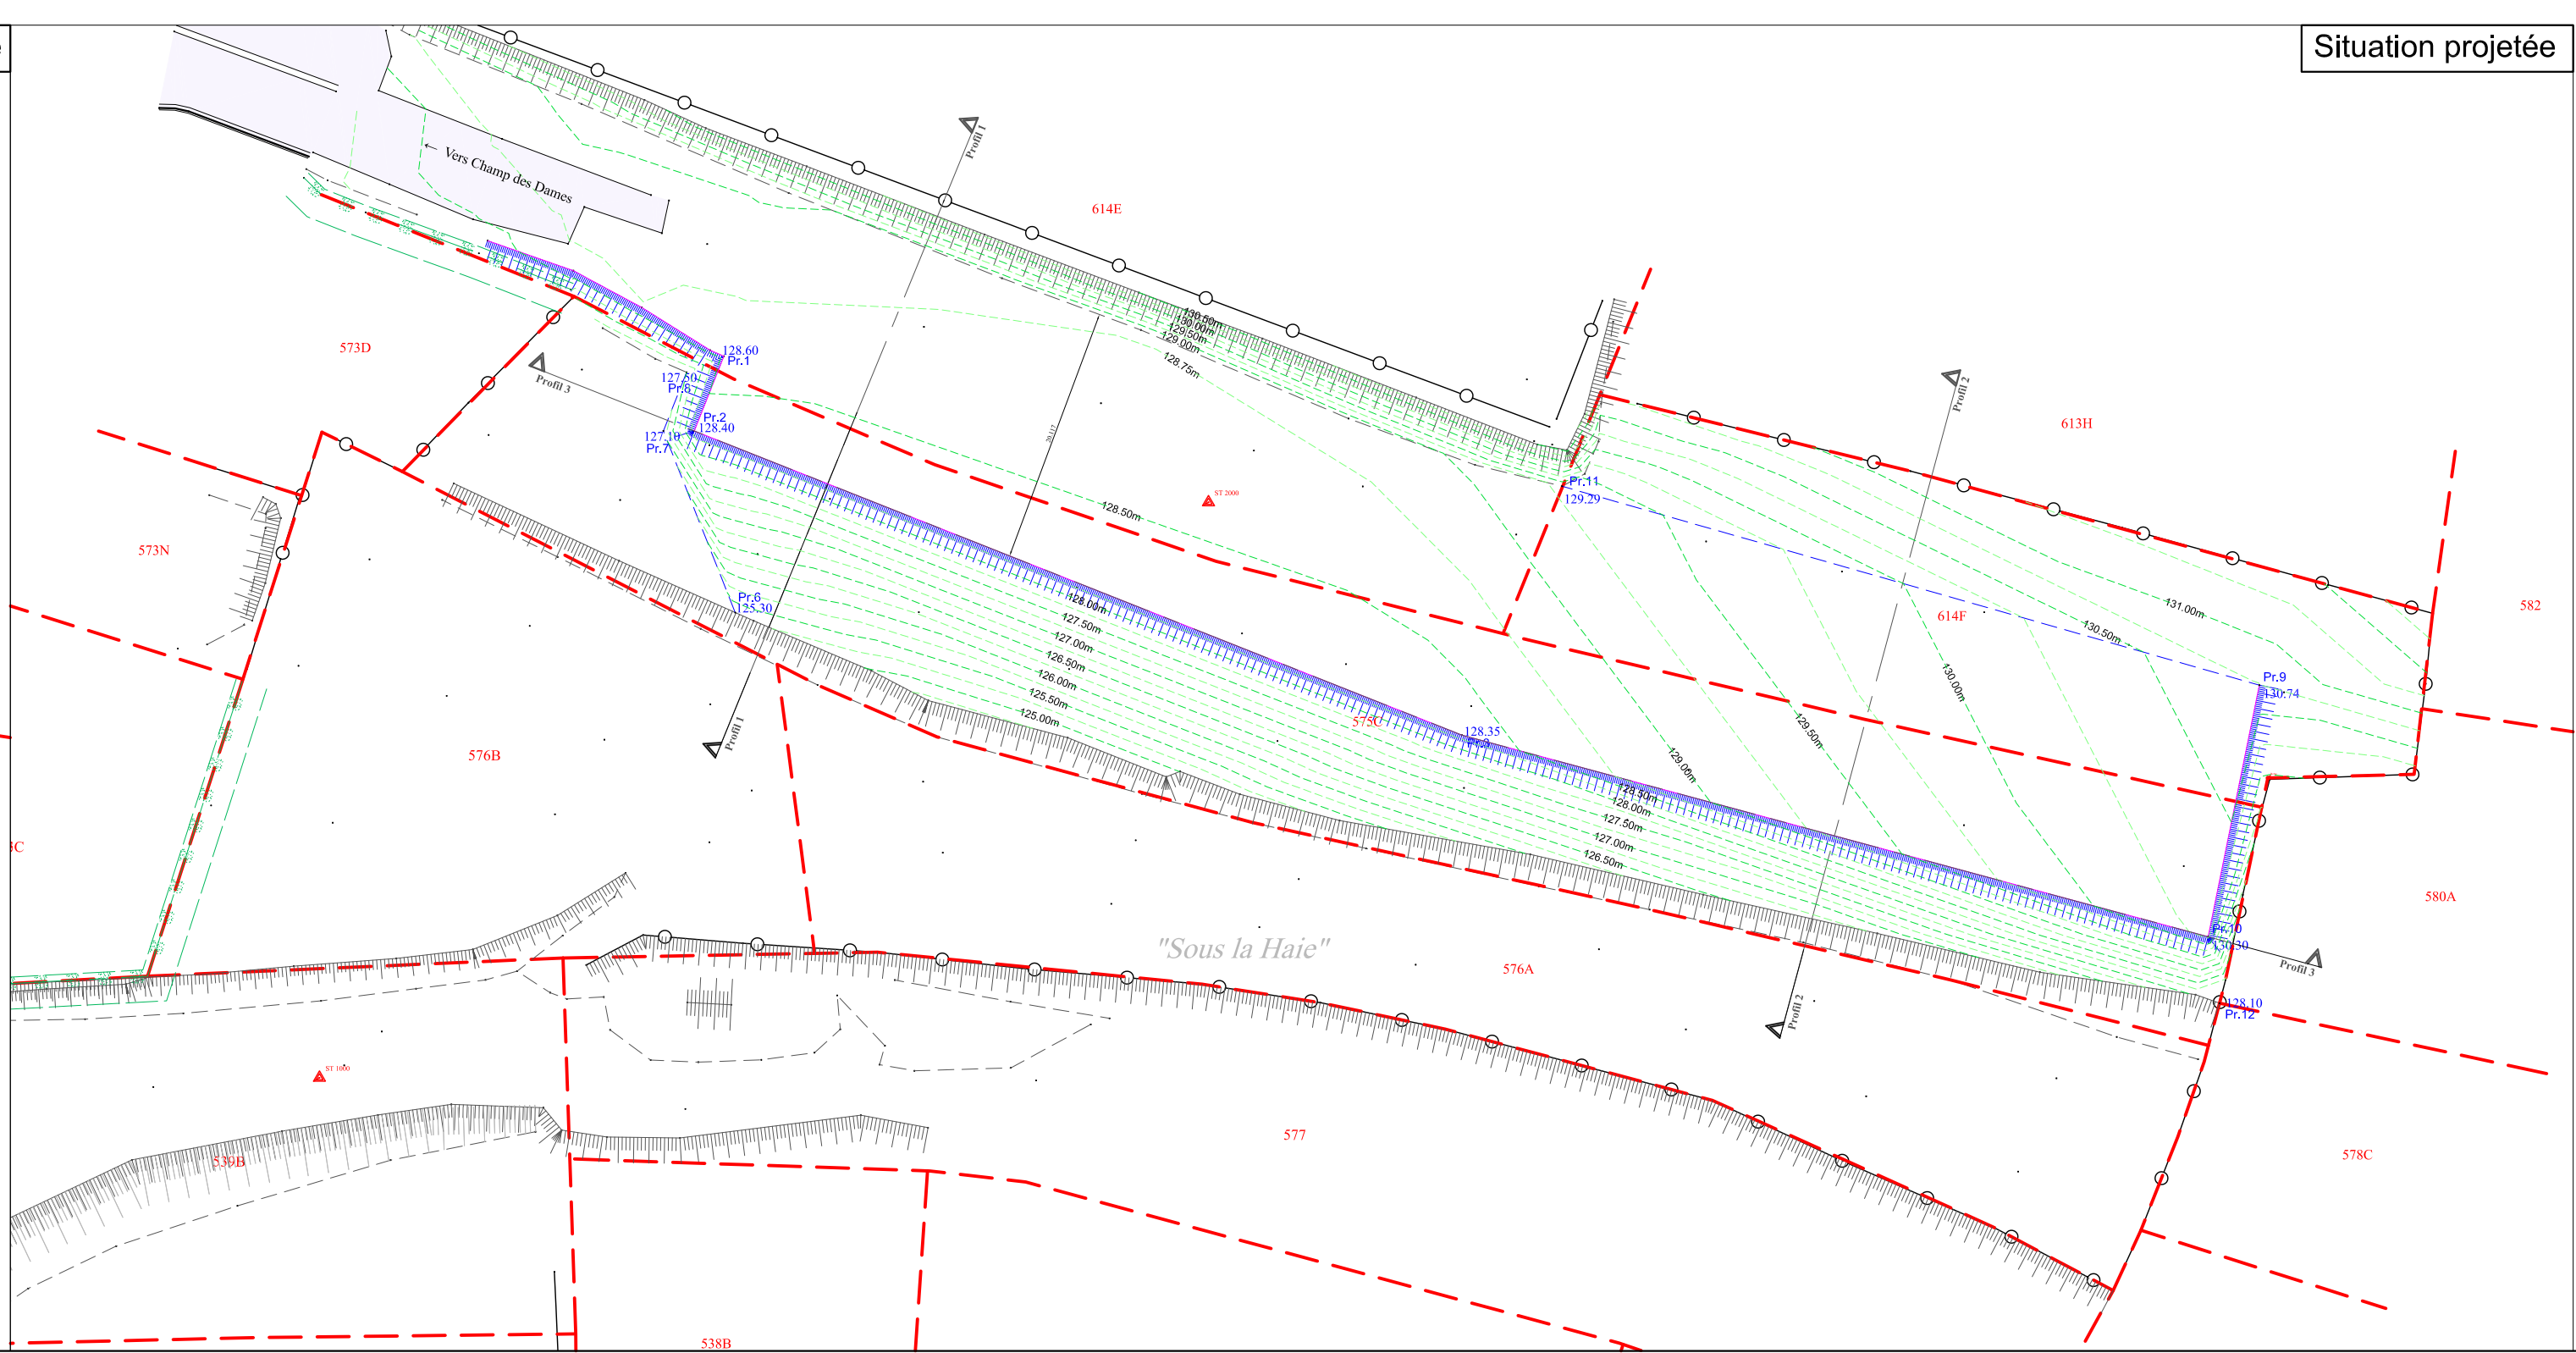 Situation projetée
Profil 1
← Vers Champ des Dames
614E
130.50m
130.00m
129.50m
129.00m
128.75m
573D
128.60
Pr.1
127.50
Pr.8
Profil 3
Pr.2
128.40
127.10
Pr.7
Profil 2
613H
ST 2000
128.50m
Pr.11
129.29
573N
Pr.6
125.30
128.00m
127.50m
127.00m
126.50m
126.00m
125.50m
125.00m
614F
131.00m
130.50m
130.00m
129.50m
129.00m
582
Pr.9
130.74
575C
128.35
576B
Profil 1
128.50m
128.00m
127.50m
127.00m
126.50m
580A
"Sous la Haie"
576A
Pr.10
130.30
Profil 3
Profil 2
128.10
Pr.12
ST 1000
577
539B
578C
538B